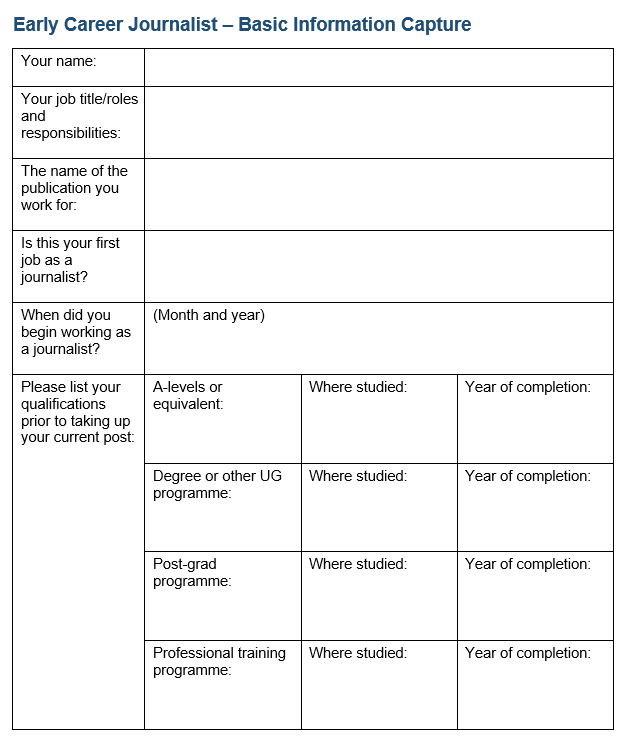 Early Career Journalist – Basic Information Capture
Your name:
Your job title/roles
and
responsibilities:
The name of the
publication you
work for:
Is this your first
job as a
journalist?
When did you
begin working as
a journalist?
(Month and year)
Please list your
qualifications
prior to taking up
your current post:
A-levels or
equivalent:
Where studied:
Year of completion:
Degree or other UG
programme:
Where studied:
Year of completion:
Post-grad
programme:
Where studied:
Year of completion:
Professional training
programme:
Where studied:
Year of completion: